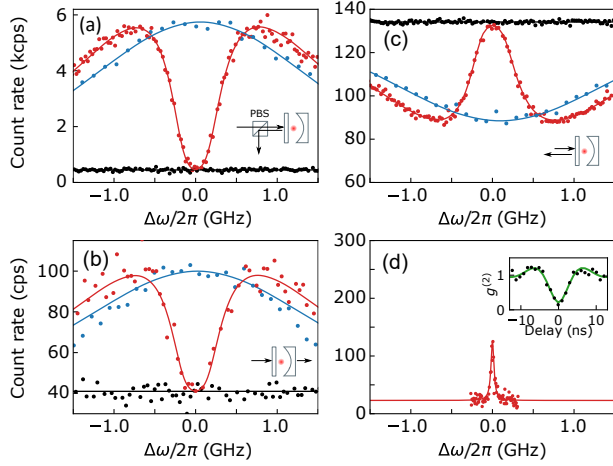 (a)
Count rate (kcps)
6
4
2
0
PBS
−1.0
0.0
1.0
Δω/2π (GHz)
(c)
140
120
100
80
60
−1.0
0.0
1.0
Δω/2π (GHz)
(b)
Count rate (cps)
100
80
60
40
−1.0
0.0
1.0
Δω/2π (GHz)
(d)
300
250
200
150
100
50
0
g(2)
1
0
−10
0
10
Delay (ns)
−1.0
0.0
1.0
Δω/2π (GHz)